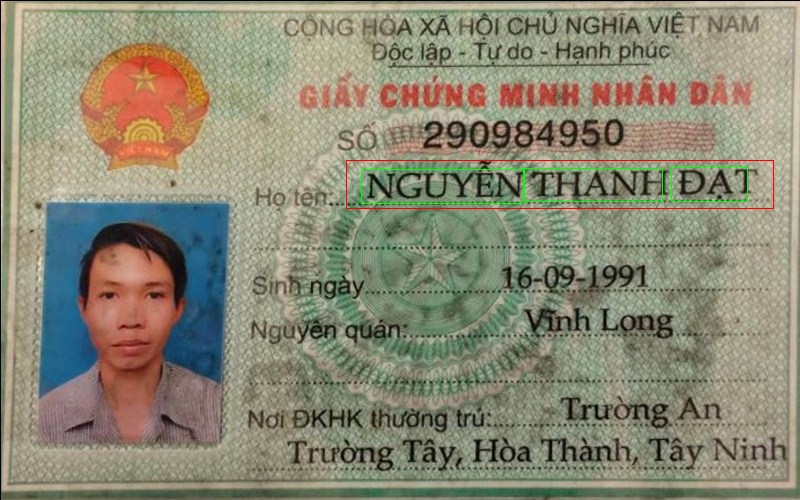 CỘNG HÒA XÃ HỘI CHỦ NGHĨA VIỆT NAM
Độc lập - Tự do - Hạnh phúc
GIẤY CHỨNG MINH NHÂN DÂN
SỐ 290984950
Họ tên: NGUYỄN THANH ĐẠT
Sinh ngày 16-09-1991
Nguyên quán: Vĩnh Long
Nơi ĐKHK thường trú: Trường An
Trường Tây, Hòa Thành, Tây Ninh
VIỆT NAM